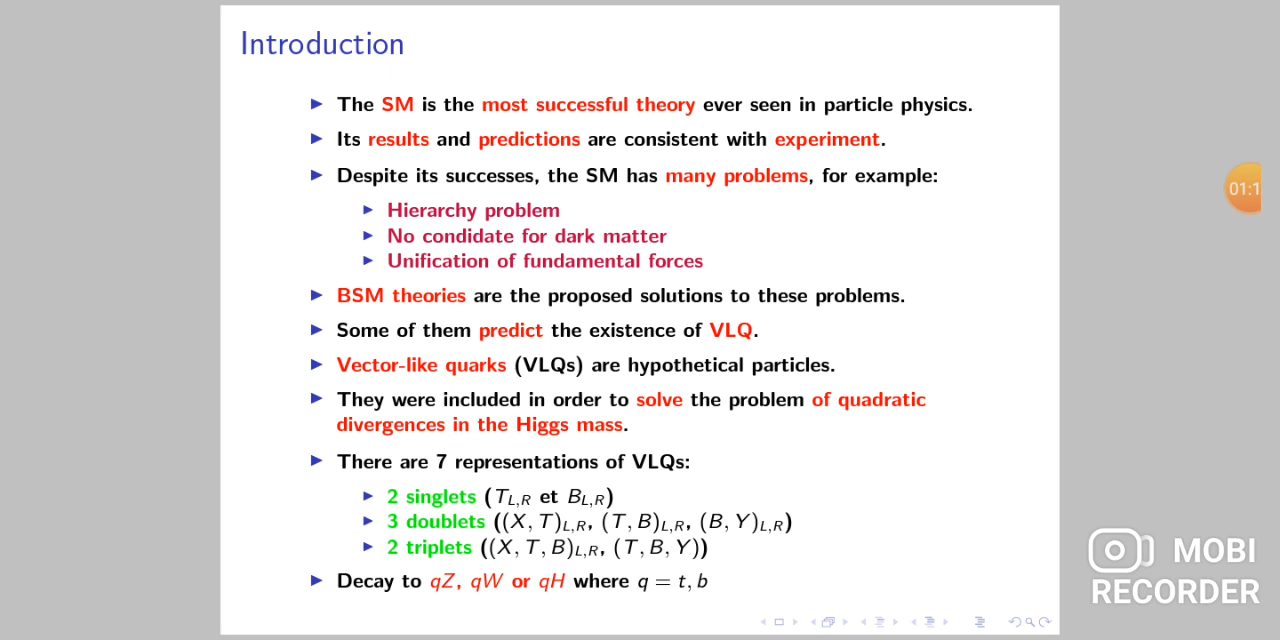 Introduction
The SM is the most successful theory ever seen in particle physics.
Its results and predictions are consistent with experiment.
Despite its successes, the SM has many problems, for example:
Hierarchy problem
No condidate for dark matter
Unification of fundamental forces
BSM theories are the proposed solutions to these problems.
Some of them predict the existence of VLQ.
Vector-like quarks (VLQs) are hypothetical particles.
They were included in order to solve the problem of quadratic
divergences in the Higgs mass.
There are 7 representations of VLQs:
2 singlets (T_{L,R} et B_{L,R})
3 doublets ((X, T)_{L,R}, (T, B)_{L,R}, (B, Y)_{L,R})
2 triplets ((X, T, B)_{L,R}, (T, B, Y))
Decay to qZ, qW or qH where q = t, b
01:1
MOBI
RECORDER